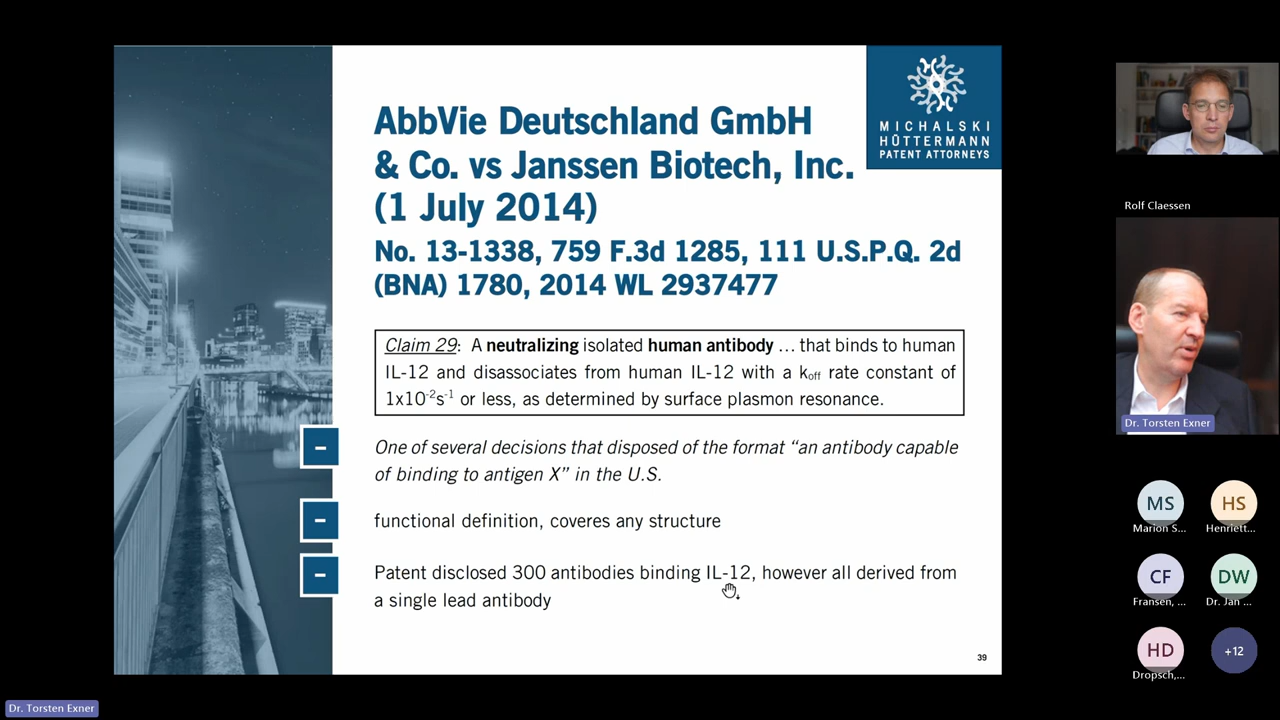 AbbVie Deutschland GmbH
& Co. vs Janssen Biotech, Inc.
(1 July 2014)
No. 13-1338, 759 F.3d 1285, 111 U.S.P.Q. 2d
(BNA) 1780, 2014 WL 2937477
MICHALSKI
HÜTTERMANN
PATENT ATTORNEYS
Claim 29: A neutralizing isolated human antibody … that binds to human
IL-12 and disassociates from human IL-12 with a koff rate constant of
1x10-2s-1 or less, as determined by surface plasmon resonance.
– One of several decisions that disposed of the format “an antibody capable
of binding to antigen X” in the U.S.
– functional definition, coveres any structure
– Patent disclosed 300 antibodies binding IL-12, however all derived from
a single lead antibody
39
Rolf Claessen
Dr. Torsten Exner
MS
Marion S...
HS
Henriett...
CF
Fransen, ...
DW
Dr. Jan ...
HD
Dropsch,...
+12
Dr. Torsten Exner